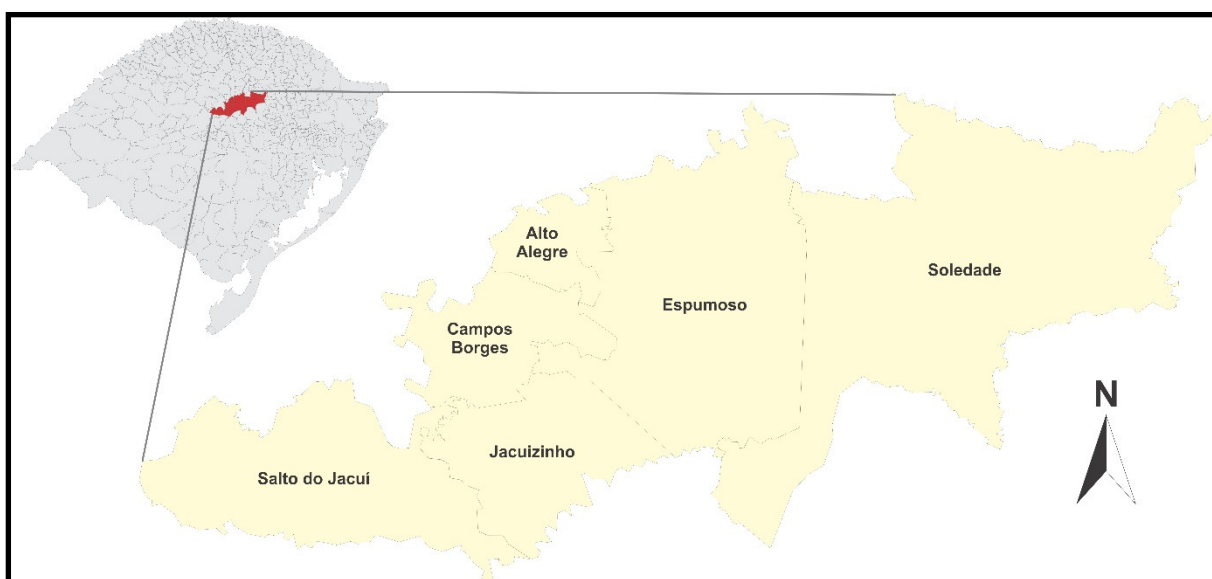 Alto
Alegre
Soledade
Espumoso
Campos
Borges
N
Jacuizinho
Salto do Jacuí